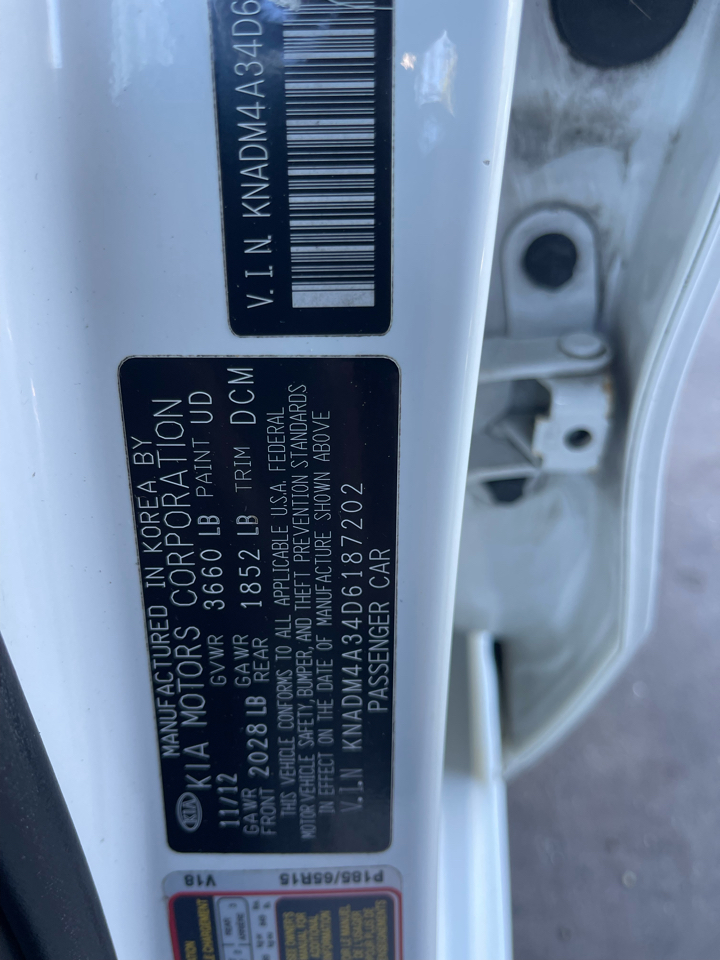 V.I.N. KNADM4A34D6
MANUFACTURED IN KOREA BY
KIA KIA MOTORS CORPORATION
11/12 GVWR 3660 LB PAINT UD
GAWR FRONT 2028 LB GAWR REAR 1852 LB TRIM DCM
THIS VEHICLE CONFORMS TO ALL APPLICABLE U.S.A. FEDERAL
MOTOR VEHICLE SAFETY, BUMPER, AND THEFT PREVENTION STANDARDS
IN EFFECT ON THE DATE OF MANUFACTURE SHOWN ABOVE
V.I.N KNADM4A34D6187202
PASSENGER CAR
V18
P185/65R15